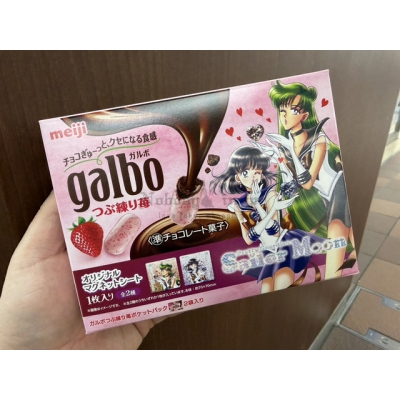 meiji
チョコぎゅーっと、クセになる食感
ガルボ
galbo
つぶ練り苺
(準チョコレート菓子)
Sailor Moon
オリジナル
マグネットシート
1枚入り 全2種
ガルボつぶ練り苺ポケットパック
2袋入り